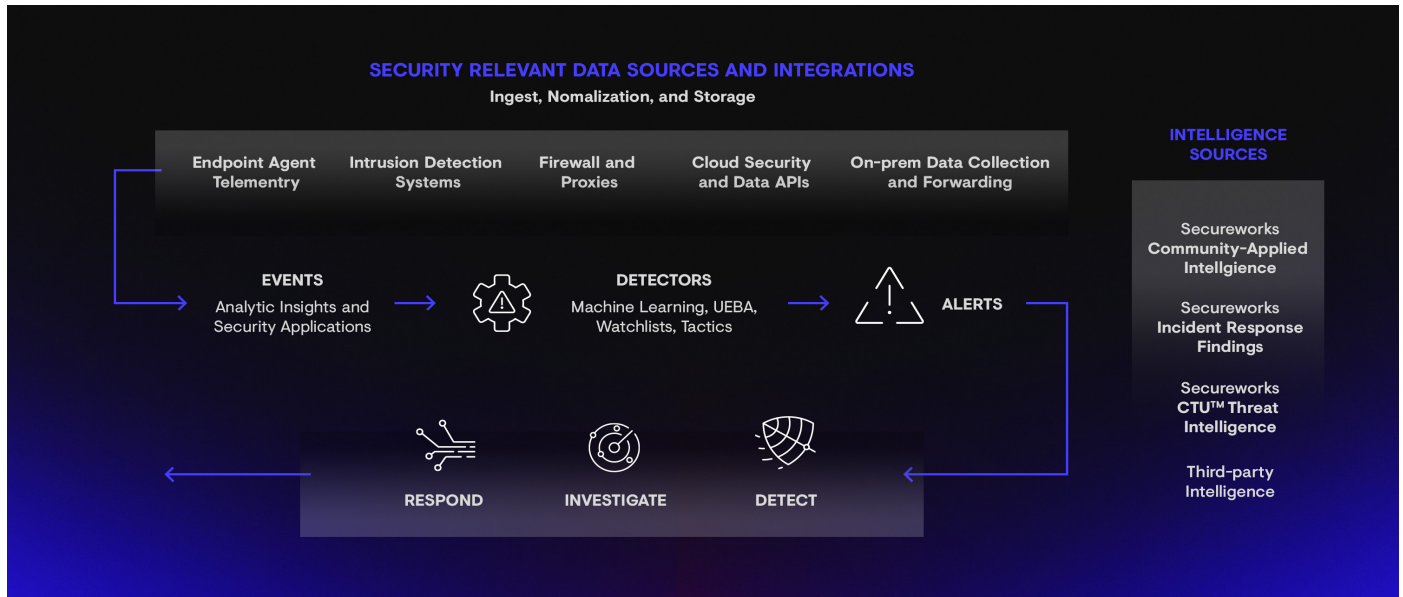 SECURITY RELEVANT DATA SOURCES AND INTEGRATIONS
Ingest, Nomalization, and Storage
Endpoint Agent
Telementry
Intrusion Detection
Systems
Firewall and
Proxies
Cloud Security
and Data APIs
On-prem Data Collection
and Forwarding
EVENTS
Analytic Insights and
Security Applications
DETECTORS
Machine Learning, UEBA,
Watchlists, Tactics
ALERTS
RESPOND
INVESTIGATE
DETECT
INTELLIGENCE
SOURCES
Secureworks
Community-Applied
Intellgience
Secureworks
Incident Response
Findings
Secureworks
CTU™ Threat
Intelligence
Third-party
Intelligence